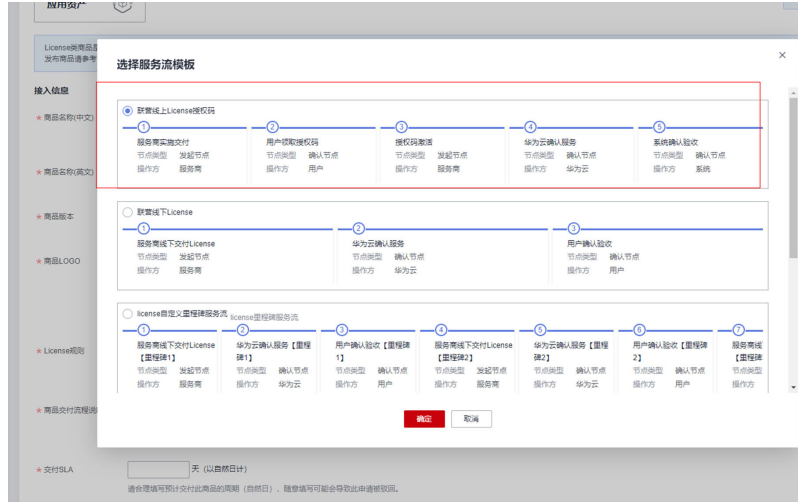 应用资产
License类商品是
发布商品请参考
接入信息
* 商品名称(中文)
* 商品名称(英文)
* 商品版本
* 商品LOGO
* License规则
* 商品交付流程说
* 交付SLA
天（以自然日计）
请合理填写预计交付此商品的周期（自然日），随意填写可能会导致此申请被驳回。
选择服务流模板
×
联营线上License授权码
1 2 3 4 5
服务商实施交付 用户领取授权码 授权码激活 华为云确认服务 系统确认验收
节点类型 发起节点 节点类型 确认节点 节点类型 发起节点 节点类型 确认节点 节点类型 确认节点
操作方 服务商 操作方 用户 操作方 服务商 操作方 华为云 操作方 系统
联营线下License
1 2 3
服务商线下交付License 华为云确认服务 用户确认验收
节点类型 发起节点 节点类型 确认节点 节点类型 确认节点
操作方 服务商 操作方 华为云 操作方 用户
license自定义里程碑服务流 license里程碑服务流
1 2 3 4 5 6 7
服务商线下交付License 华为云确认服务【里程 用户确认验收【里程碑 服务商线下交付License 华为云确认服务【里程 用户确认验收【里程碑 服务商线
【里程碑1】 碑1】 1】 【里程碑2】 碑2】 2】 【里程碑
节点类型 发起节点 节点类型 确认节点 节点类型 确认节点 节点类型 发起节点 节点类型 确认节点 节点类型 确认节点 节点类型
操作方 服务商 操作方 华为云 操作方 用户 操作方 服务商 操作方 华为云 操作方 用户 操作方
确定 取消